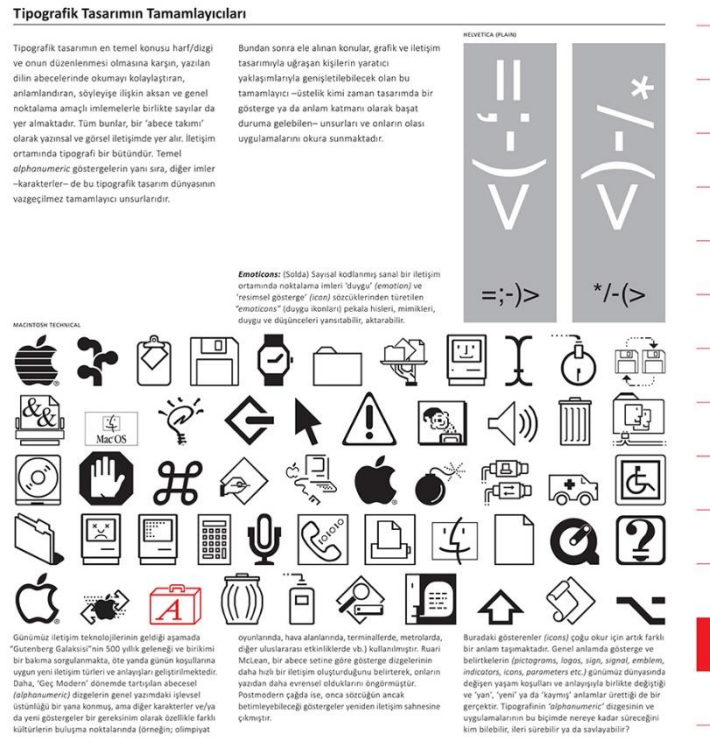 Tipografik Tasarımın Tamamlayıcıları
Tipografik tasarımın en temel konusu harf/dizgi
ve onun düzenlenmesi olmasına karşın, yazılan
dilin abecelerinde okumayı kolaylaştıran,
anlamlandıran, söyleyişe ilişkin aksan ve genel
noktalama amaçlı imlemelerle birlikte sayılar da
yer almaktadır. Tüm bunlar, bir ‘abece takımı’
olarak yazınsal ve görsel iletişimde yer alır. İletişim
ortamında tipografi bir bütündür. Temel
alphanumeric göstergelerin yanı sıra, diğer imler
–karakterler– de bu tipografik tasarım dünyasının
vazgeçilmez tamamlayıcı unsurlarıdır.
Bundan sonra ele alınan konular, grafik ve iletişim
tasarımıyla uğraşan kişilerin yaratıcı
yaklaşımlarıyla genişletilebilecek olan bu
tamamlayıcı –üstelik kimi zaman tasarımda bir
gösterge ya da anlam katmanı olarak başat
duruma gelebilen– unsurları ve onların olası
uygulamalarını okura sunmaktadır.
HELVETICA (PLAIN)
=;-)>
*/-(>
=;-)>
*/-(>
Emoticons: (Solda) Sayısal kodlanmış sanal bir iletişim
ortamında noktalama imleri ‘duygu’ (emotion) ve
‘resimsel gösterge’ (icon) sözcüklerinden türetilen
“emoticons” (duygu ikonları) pekala hisleri, mimikleri,
duygu ve düşünceleri yansıtabilir, aktarabilir.
MACINTOSH TECHNICAL
&&
Mac OS
?
A
Günümüz iletişim teknolojilerinin geldiği aşamada
“Gutenberg Galaksisi”nin 500 yıllık geleneği ve birikimi
bir bakıma sorgulanmakta, öte yanda günün koşullarına
uygun yeni iletişim türleri ve anlayışları geliştirilmektedir.
Daha, ‘Geç Modern’ dönemde tartışılan abecesel
(alphanumeric) dizgelerin genel yazımdaki işlevsel
üstünlüğü bir yana konmuş, ama diğer karakterler ve/ya
da yeni göstergeler bir gereksinim olarak özellikle farklı
kültürlerin buluşma noktalarında (örneğin; olimpiyat
oyunlarında, hava alanlarında, terminallerde, metrolarda,
diğer uluslararası etkinliklerde vb.) kullanılmıştır. Ruari
McLean, bir abece setine göre gösterge dizgelerinin
daha hızlı bir iletişim oluşturduğunu belirterek, onların
yazıdan daha evrensel olduklarını öngörmüştür.
Postmodern çağda ise, onca sözcüğün ancak
betimleyebileceği göstergeler yeniden iletişim sahnesine
çıkmıştır.
Buradaki gösterenler (icons) çoğu okur için artık farklı
bir anlam taşımaktadır. Genel anlamda gösterge ve
belirtkelerin (pictograms, logos, sign, signal, emblem,
indicators, icons, parameters etc.) günümüz dünyasında
değişen yaşam koşulları ve anlayışıyla birlikte değiştiği
ve ‘yan’, ‘yeni’ ya da ‘kaymış’ anlamlar ürettiği de bir
gerçektir. Tipografinin ‘alphanumeric’ dizgesinin ve
uygulamalarının bu biçimde nereye kadar süreceğini
kim bilebilir, ileri sürebilir ya da savlayabilir?